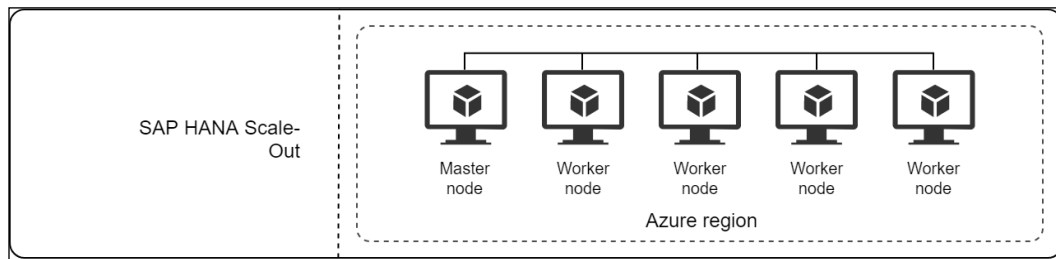 SAP HANA Scale-
Out
Master
node
Worker
node
Worker
node
Worker
node
Worker
node
Azure region